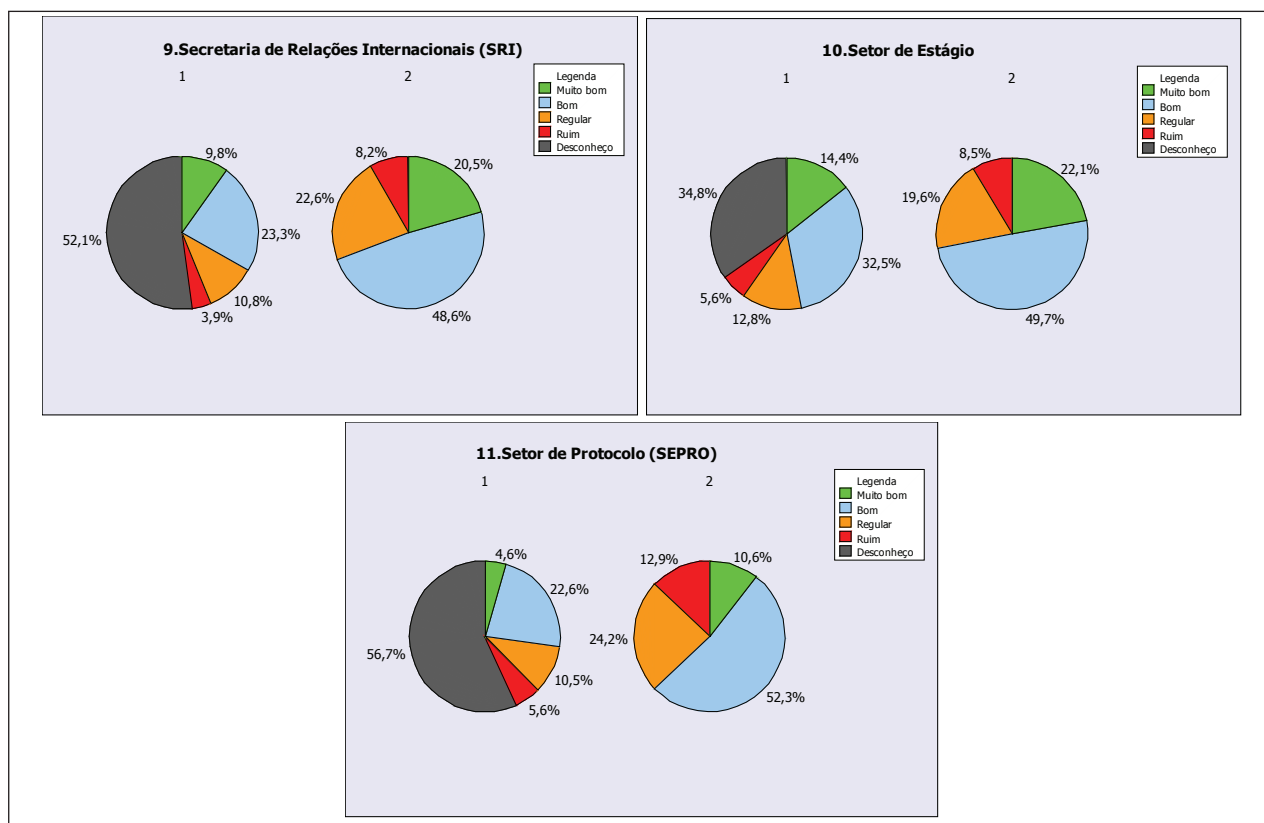 9.Secretaria de Relações Internacionais (SRI)
1
2
Legenda
Muito bom
Bom
Regular
Ruim
Desconheço
9,8%
23,3%
10,8%
3,9%
52,1%
8,2%
20,5%
22,6%
48,6%
10.Setor de Estágio
1
2
Legenda
Muito bom
Bom
Regular
Ruim
Desconheço
14,4%
34,8%
32,5%
5,6%
12,8%
8,5%
22,1%
19,6%
49,7%
11.Setor de Protocolo (SEPRO)
1
2
Legenda
Muito bom
Bom
Regular
Ruim
Desconheço
4,6%
22,6%
56,7%
10,5%
5,6%
12,9%
10,6%
24,2%
52,3%